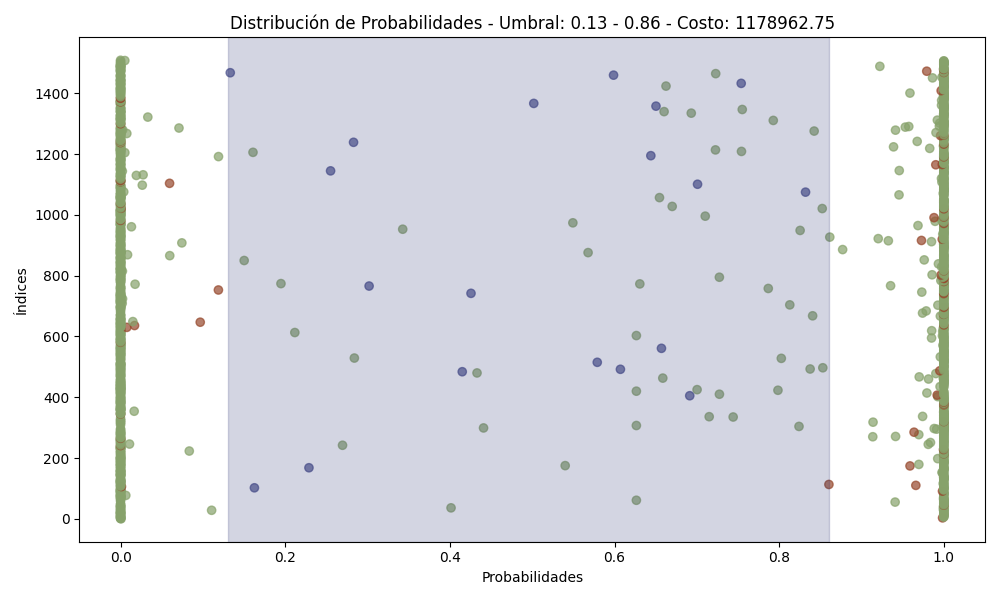 Distribución de Probabilidades - Umbral: 0.13 - 0.86 - Costo: 1178962.75
Índices
1400
1200
1000
800
600
400
200
0
0.0 0.2 0.4 0.6 0.8 1.0
Probabilidades